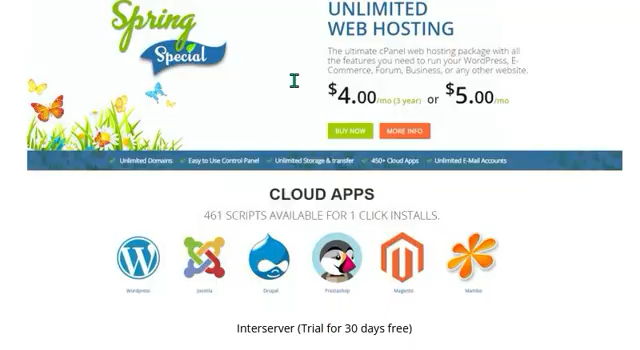 Spring
Special
UNLIMITED
WEB HOSTING
The ultimate cPanel web hosting package with all
the features you need to run your WordPress, E-
Commerce, Forum, Business, or any other website.
$4.00/mo (3 year) or $5.00/mo
BUY NOW MORE INFO
Unlimited Domains Easy to Use Control Panel Unlimited Storage & transfer 450+ Cloud Apps Unlimited E-Mail Accounts
CLOUD APPS
461 SCRIPTS AVAILABLE FOR 1 CLICK INSTALLS.
Wordpress Joomla Drupal Prestashop Magento Mambo
Interserver (Trial for 30 days free)